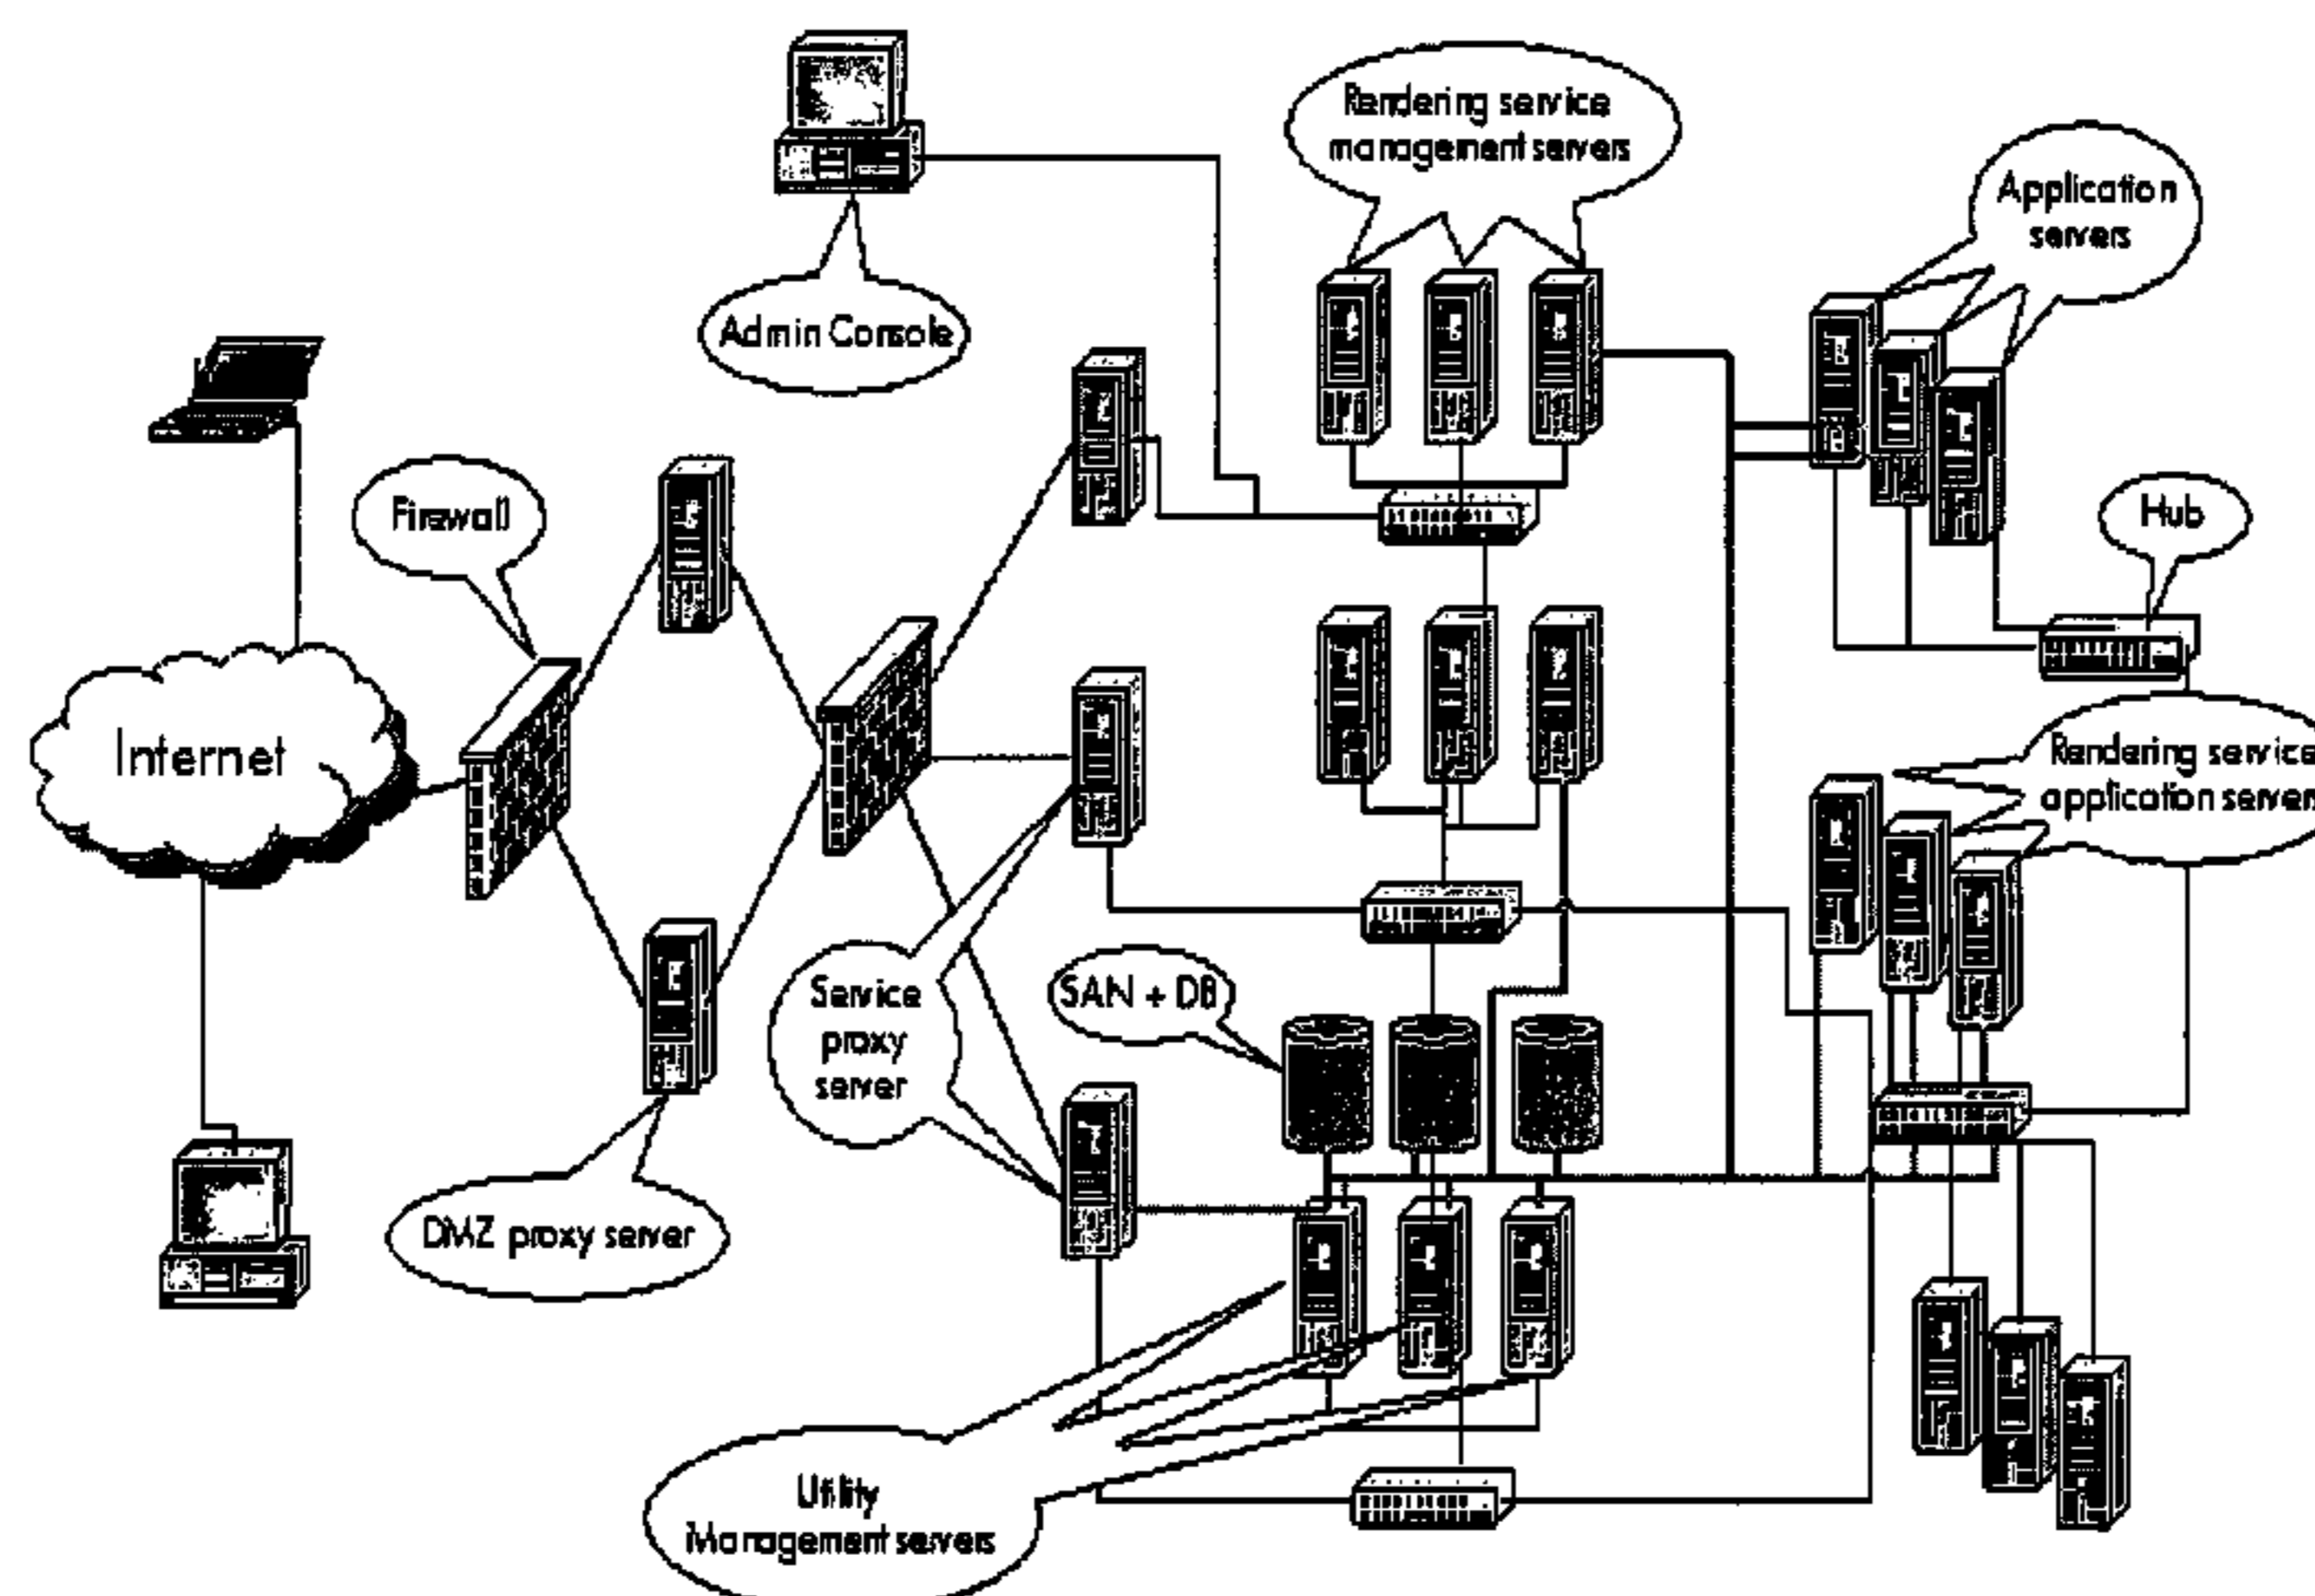 Rendering service
management servers
Application
servers
Admin Console
Firewall
Hub
Internet
Rendering service
application servers
Service
proxy
server
SAN + DB
DMZ proxy server
Utility
Management servers